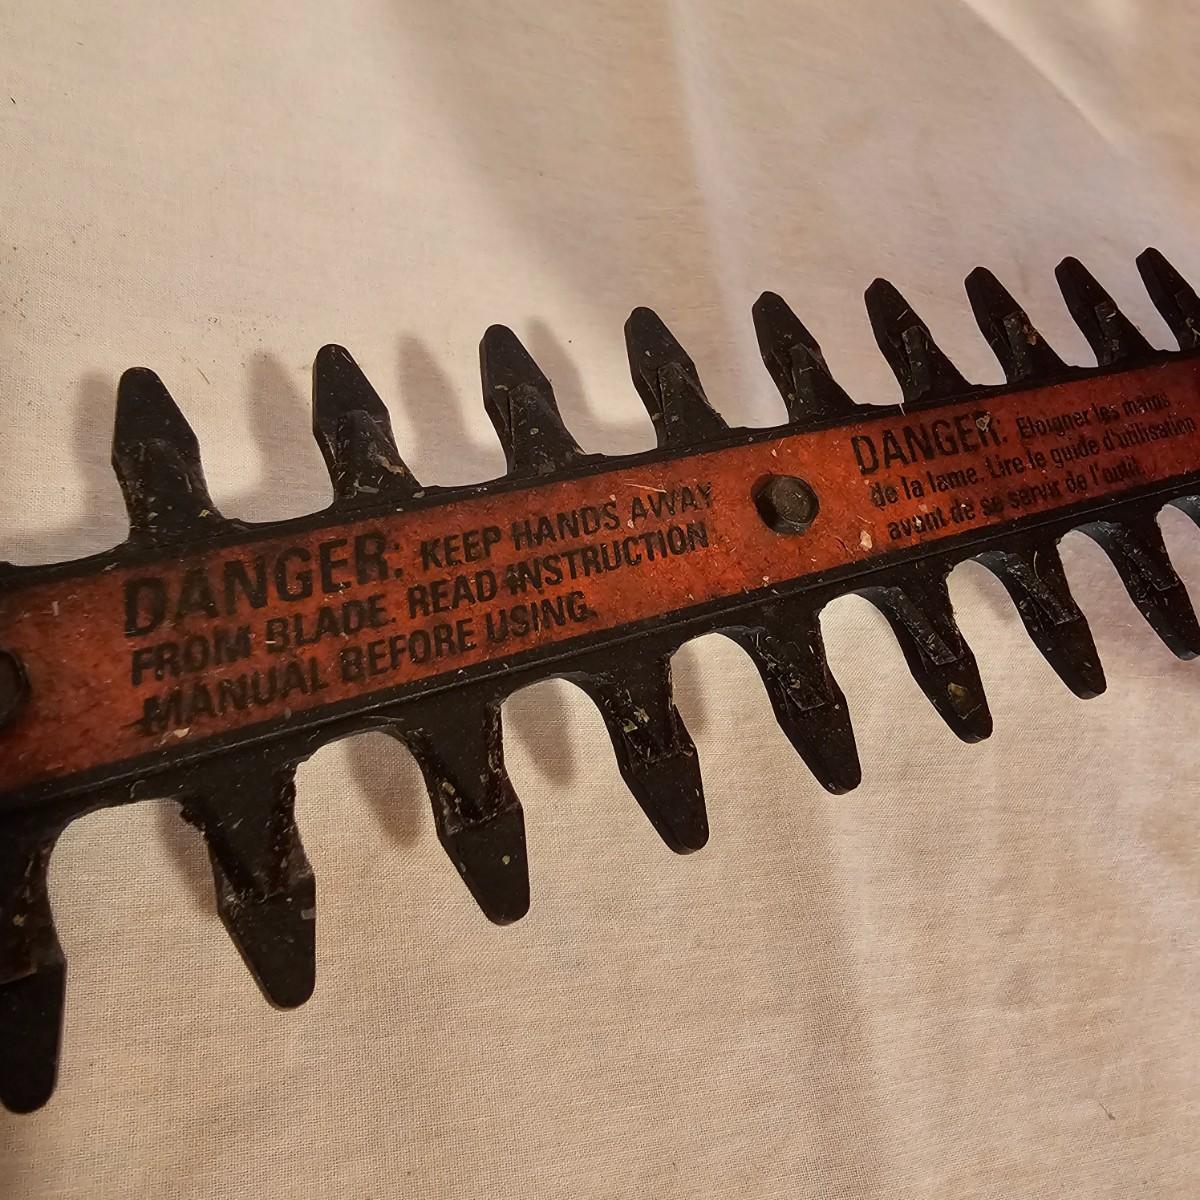 DANGER: KEEP HANDS AWAY
FROM BLADE. READ INSTRUCTION
MANUAL BEFORE USING.
DANGER: Eloigner les mains
de la lame. Lire le guide d'utilisation
avant de se servir de l'outil.